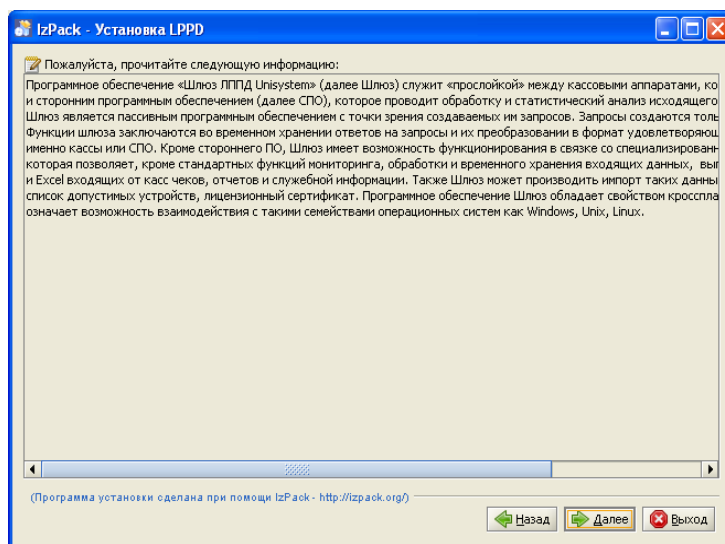 IzPack - Установка LPPD
Пожалуйста, прочитайте следующую информацию:
Программное обеспечение «Шлюз ЛППД Unisystem» (далее Шлюз) служит «прослойкой» между кассовыми аппаратами, ко
и сторонним программным обеспечением (далее СПО), которое проводит обработку и статистический анализ исходящего
Шлюз является пассивным программным обеспечением с точки зрения создаваемых им запросов. Запросы создаются толь
Функции шлюза заключаются во временном хранении ответов на запросы и их преобразовании в формат удовлетворяющ
именно кассы или СПО. Кроме стороннего ПО, Шлюз имеет возможность функционирования в связке со специализированн
которая позволяет, кроме стандартных функций мониторинга, обработки и временного хранения входящих данных, вып
и Excel входящих от касс чеков, отчетов и служебной информации. Также Шлюз может производить импорт таких данны
список допустимых устройств, лицензионный сертификат. Программное обеспечение Шлюз обладает свойством кросспла
означает возможность взаимодействия с такими семействами операционных систем как Windows, Unix, Linux.
(Программа установки сделана при помощи IzPack - http://izpack.org/)
Назад Далее Выход